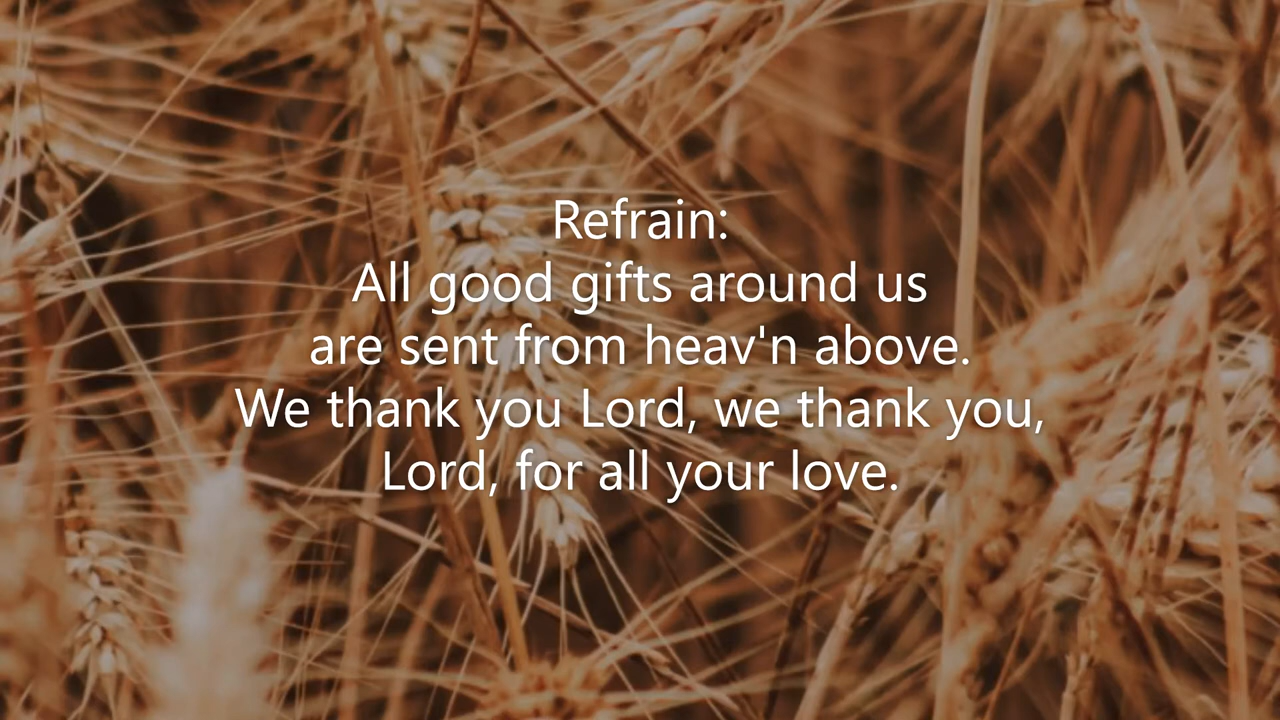 Refrain:
All good gifts around us
are sent from heav'n above.
We thank you Lord, we thank you,
Lord, for all your love.